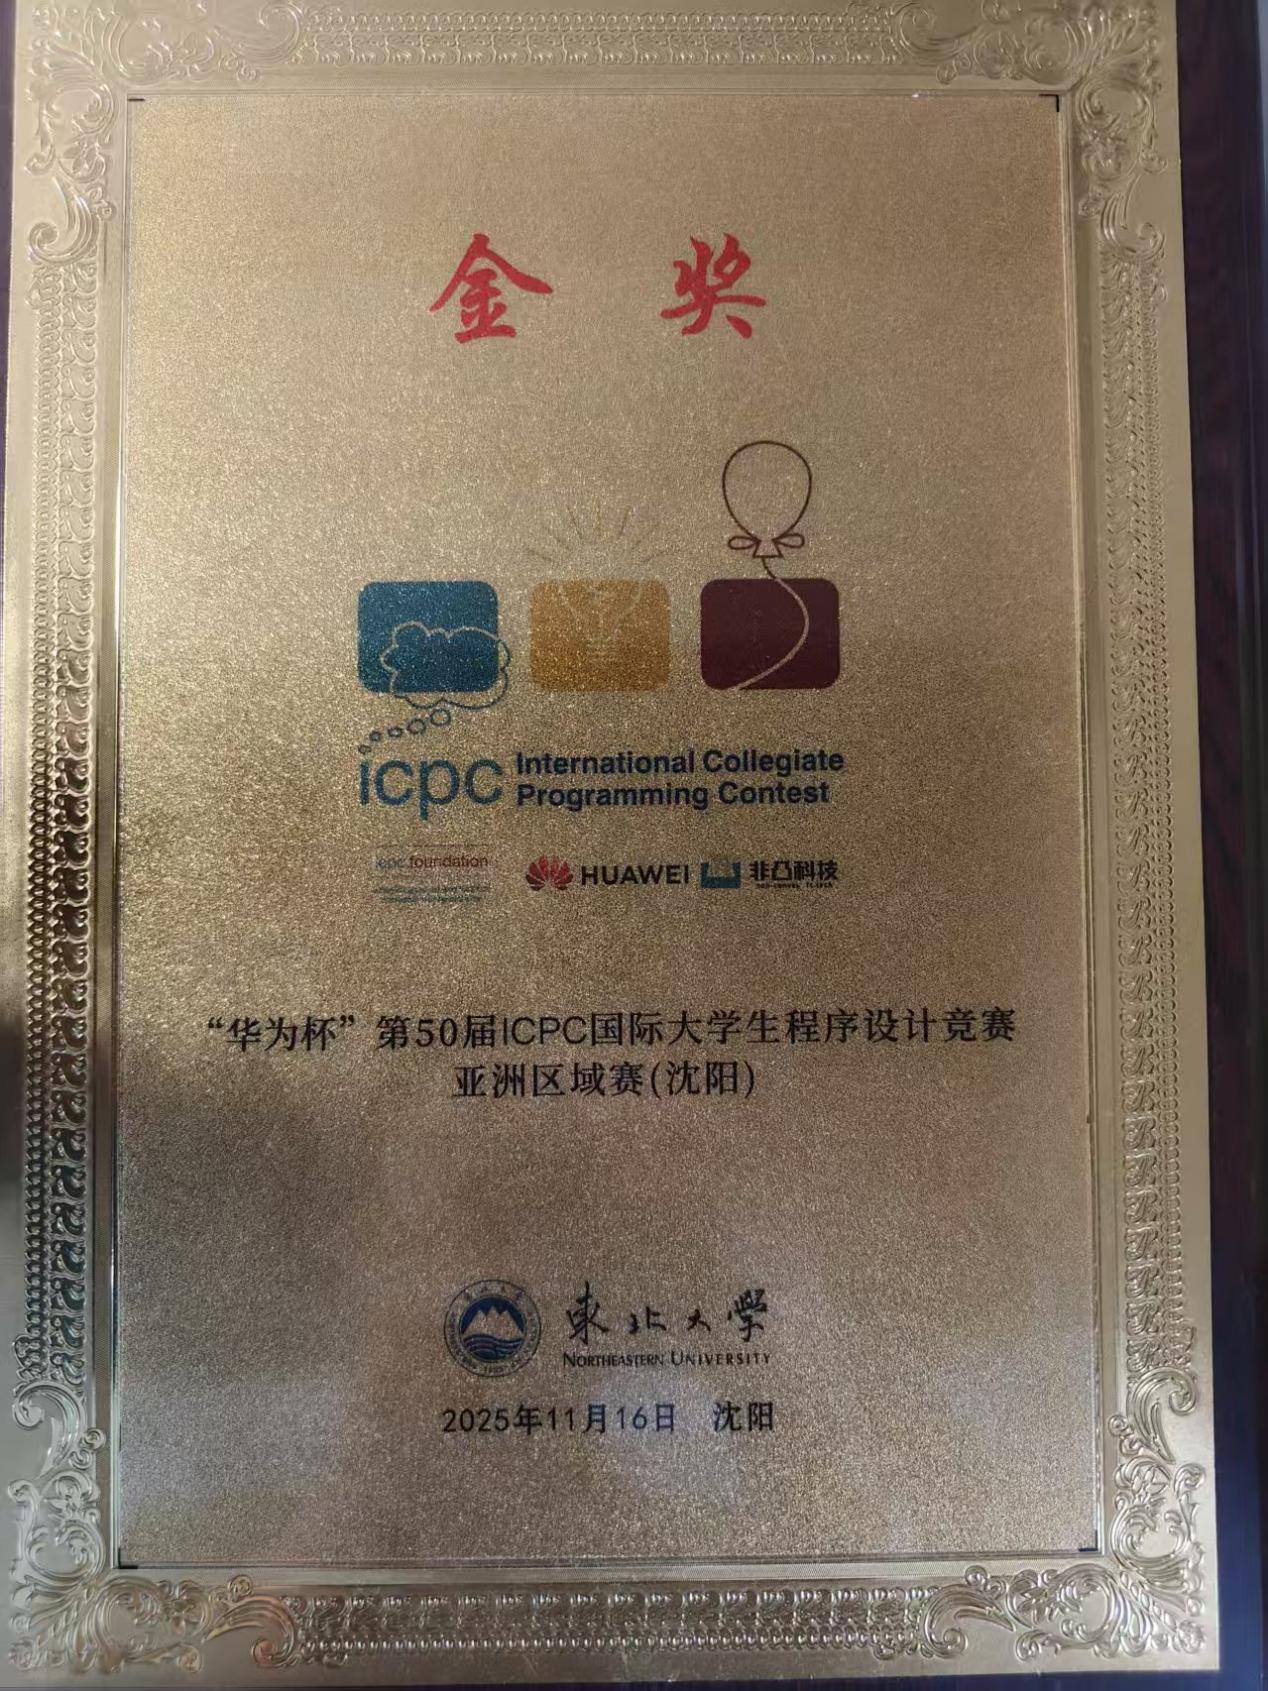 金 奖
icpc International Collegiate
Programming Contest
icpc foundation
HUAWEI 非凸科技
“华为杯”第50届ICPC国际大学生程序设计竞赛
亚洲区域赛(沈阳)
東北大學
NORTHEASTERN UNIVERSITY
2025年11月16日 沈阳